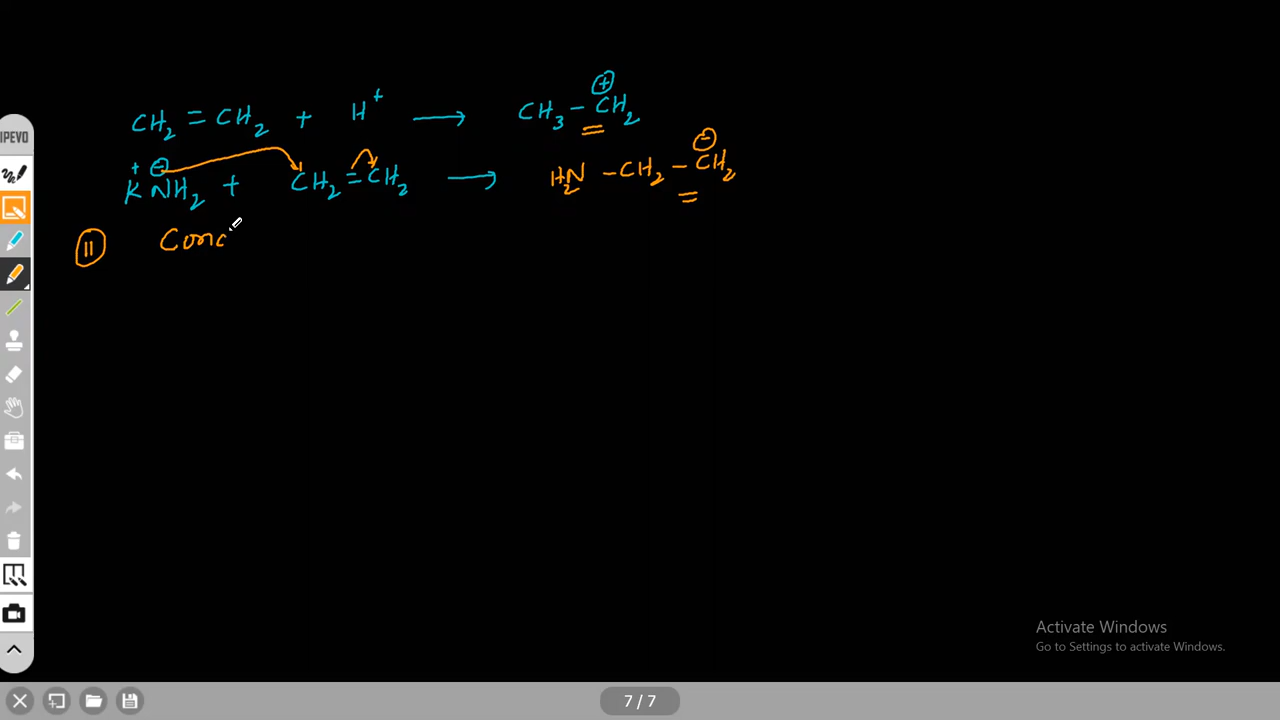 IPEVO
CH₂ = CH₂ + H⁺ → CH₃ – CH₂⊕
K⁺ N⊖H₂ + CH₂ = CH₂ → H₂N – CH₂ – CH₂⊖
II Conc
Activate Windows
Go to Settings to activate Windows.
7 / 7